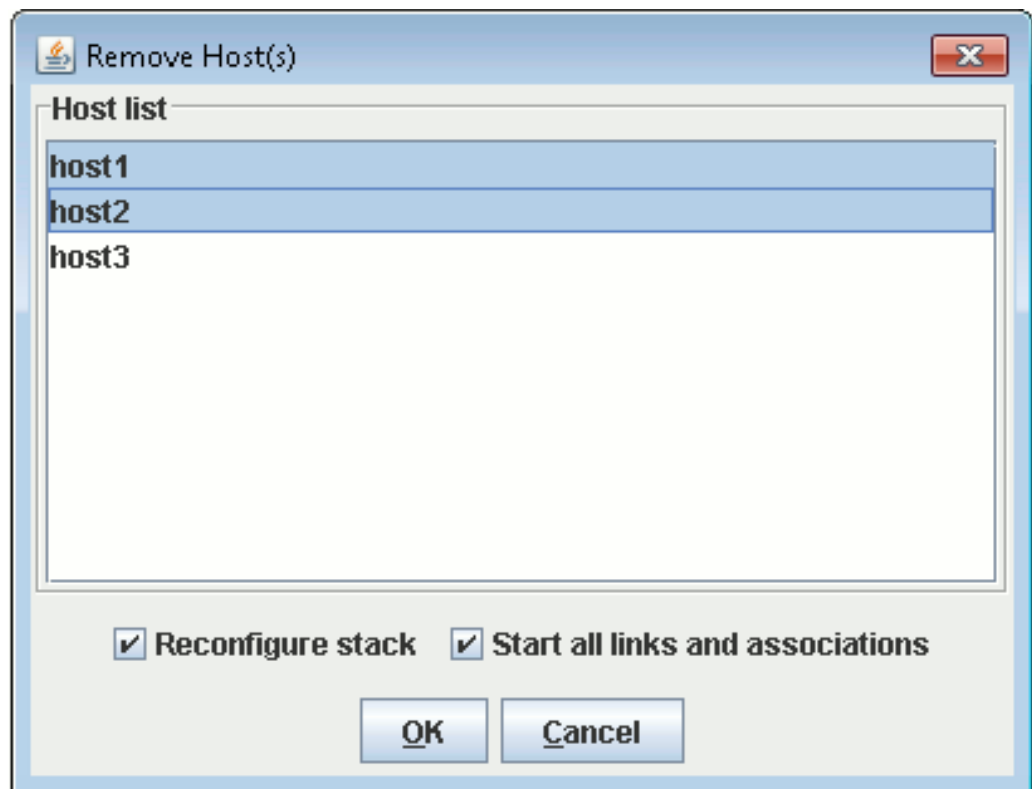 Remove Host(s)
Host list
host1
host2
host3
Reconfigure stack Start all links and associations
OK Cancel